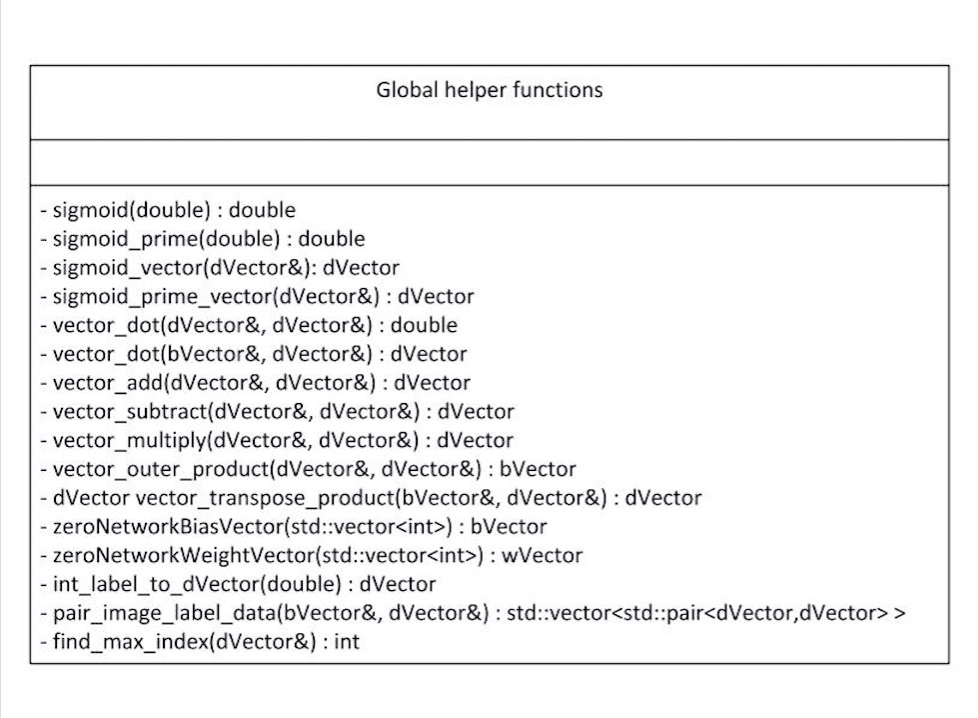 Global helper functions
- sigmoid(double) : double
- sigmoid_prime(double) : double
- sigmoid_vector(dVector&): dVector
- sigmoid_prime_vector(dVector&) : dVector
- vector_dot(dVector&, dVector&) : double
- vector_dot(bVector&, dVector&) : dVector
- vector_add(dVector&, dVector&) : dVector
- vector_subtract(dVector&, dVector&) : dVector
- vector_multiply(dVector&, dVector&) : dVector
- vector_outer_product(dVector&, dVector&) : bVector
- dVector vector_transpose_product(bVector&, dVector&) : dVector
- zeroNetworkBiasVector(std::vector<int>) : bVector
- zeroNetworkWeightVector(std::vector<int>) : wVector
- int_label_to_dVector(double) : dVector
- pair_image_label_data(bVector&, dVector&) : std::vector<std::pair<dVector,dVector> >
- find_max_index(dVector&) : int